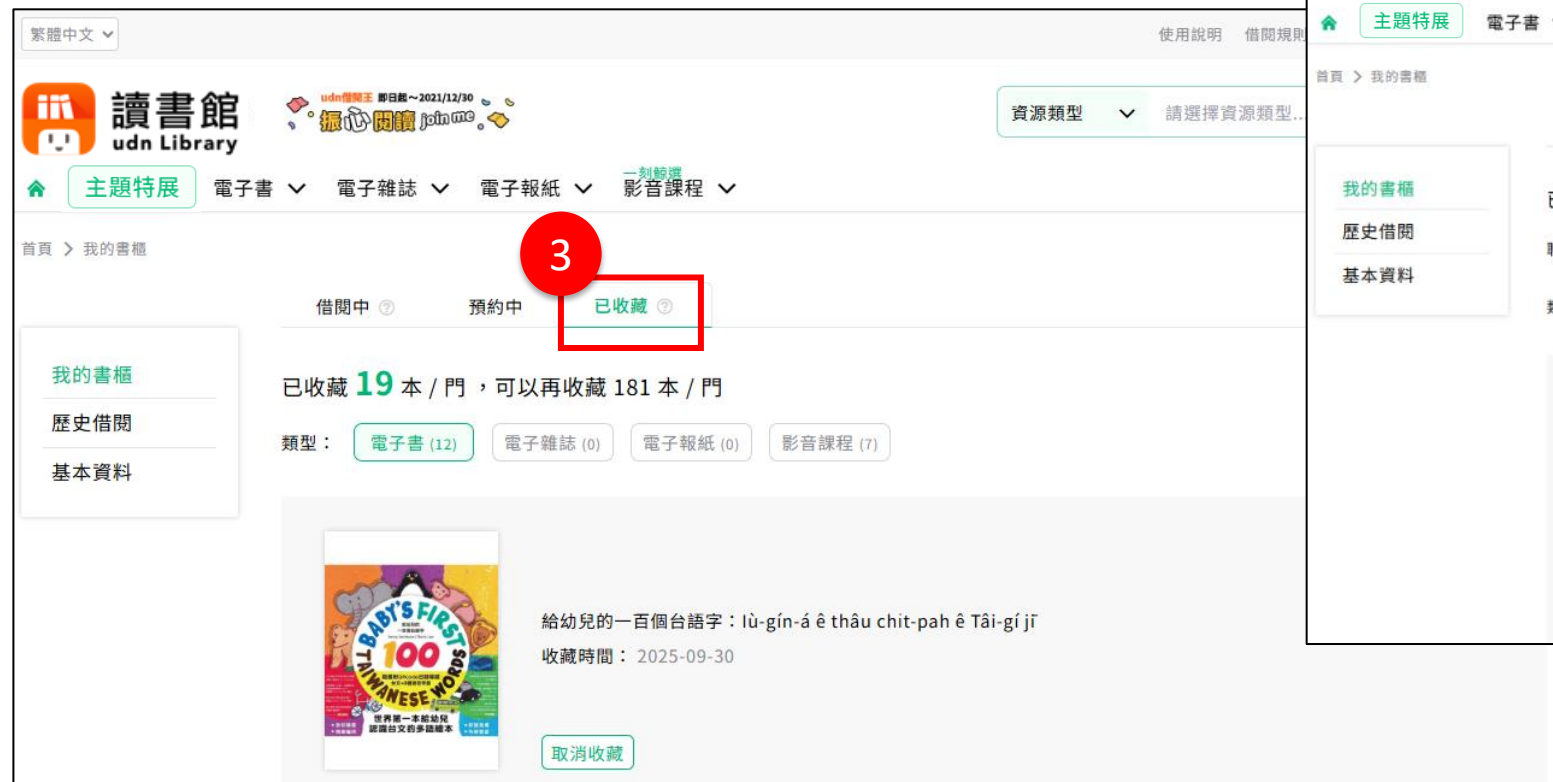 繁體中文
使用說明 借閱規則
讀書館
udn Library
udn借閱王 即日起~2021/12/30
振心閱讀 join me
資源類型 請選擇資源類型...
主題特展 電子書 電子雜誌 電子報紙 一刻鯨選 影音課程
首頁 > 我的書櫃
3
借閱中 預約中 已收藏
我的書櫃
歷史借閱
基本資料
已收藏 19 本 / 門 ,可以再收藏 181 本 / 門
類型: 電子書 (12) 電子雜誌 (0) 電子報紙 (0) 影音課程 (7)
BABY'S FIRST
100
TAIWANESE WORDS
世界第一本給幼兒
認識台文的多語繪本
給幼兒的一百個台語字:Iù-gín-á ê thâu chit-pah ê Tâi-gí jī
收藏時間: 2025-09-30
取消收藏
主題特展 電子書
首頁 > 我的書櫃
我的書櫃
歷史借閱
基本資料